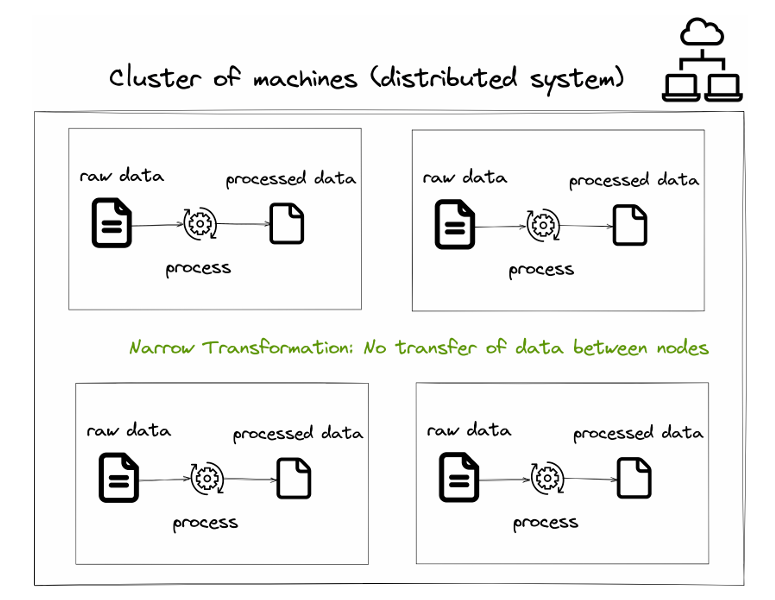 Cluster of machines (distributed system)
raw data
processed data
process
raw data
processed data
process
Narrow Transformation: No transfer of data between nodes
raw data
processed data
process
raw data
processed data
process